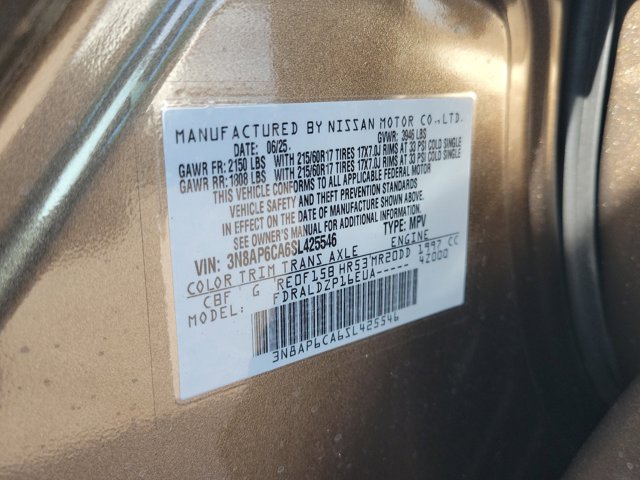 MANUFACTURED BY NISSAN MOTOR CO.,LTD.
DATE: 06/25. GVWR: 3946 LBS
GAWR FR: 2150 LBS WITH 215/60R17 TIRES 17X7.0J RIMS AT 33 PSI COLD SINGLE
GAWR RR: 1808 LBS WITH 215/60R17 TIRES 17X7.0J RIMS AT 33 PSI COLD SINGLE
THIS VEHICLE CONFORMS TO ALL APPLICABLE FEDERAL MOTOR
VEHICLE SAFETY AND THEFT PREVENTION STANDARDS
IN EFFECT ON THE DATE OF MANUFACTURE SHOWN ABOVE.
SEE OWNER'S MANUAL FOR ADDITIONAL INFORMATION.
VIN: 3N8AP6CA6SL425546 TYPE: MPV
COLOR TRIM TRANS AXLE ENGINE
CBF G RE0F15B HR53 MR20DD 1997 CC
42000
MODEL: FDRALDZP16EUA-----
3N8AP6CA6SL425546